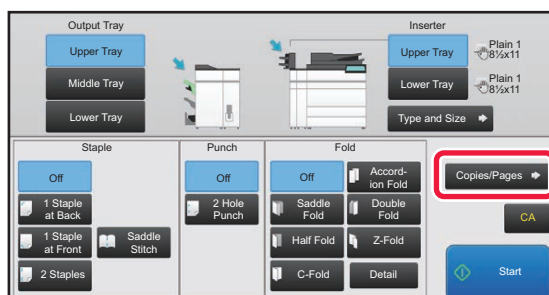 Output Tray
Upper Tray
Middle Tray
Lower Tray
Inserter
Upper Tray
Plain 1
8½x11
Lower Tray
Plain 1
8½x11
Type and Size
Staple
Off
1 Staple
at Back
1 Staple
at Front
Saddle
Stitch
2 Staples
Punch
Off
2 Hole
Punch
Fold
Off
Accord-
ion Fold
Saddle
Fold
Double
Fold
Half Fold
Z-Fold
C-Fold
Detail
Copies/Pages
CA
Start